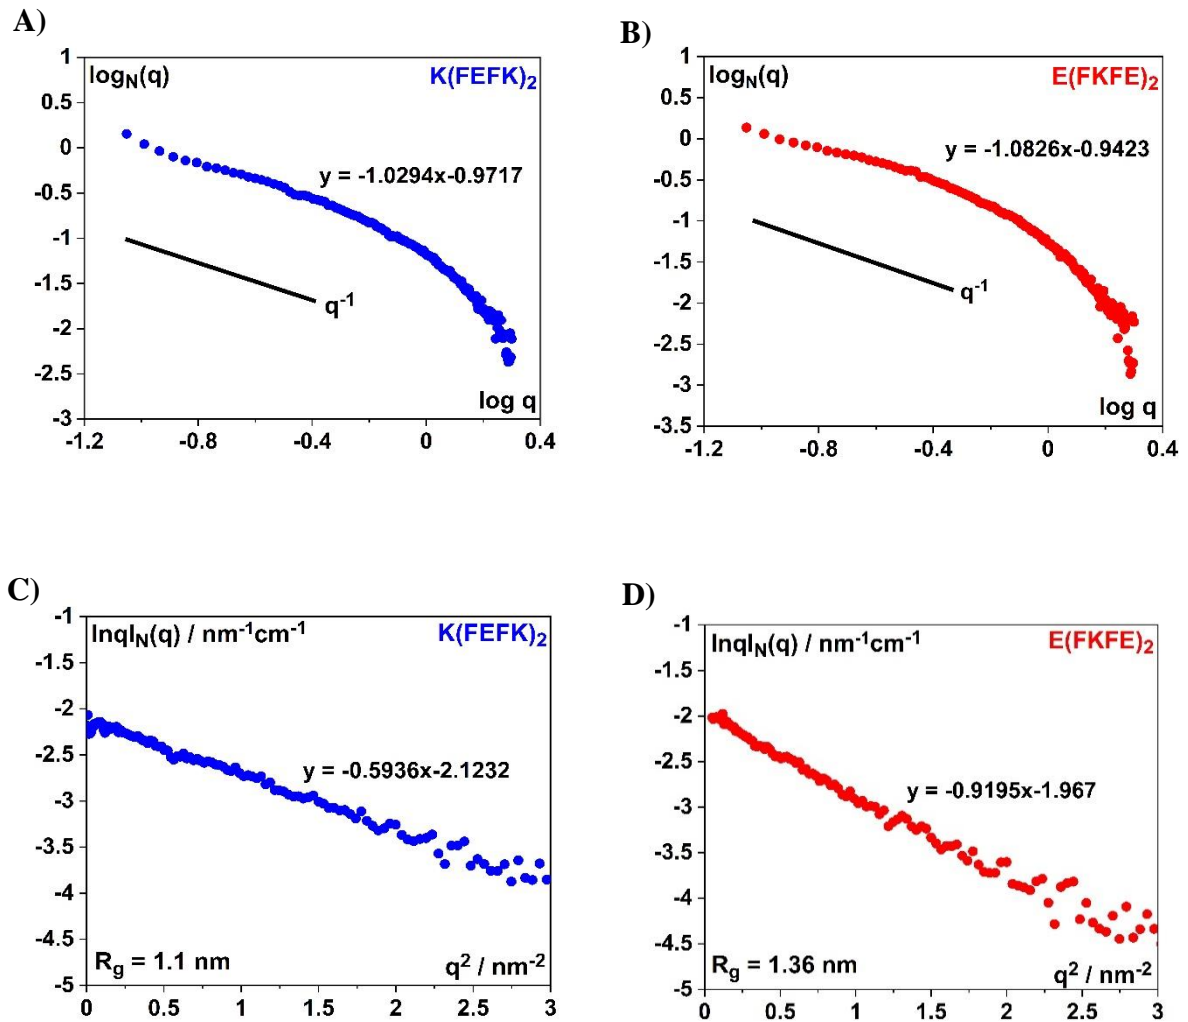 A)
log_N(q)
K(FEFK)₂
y = -1.0294x-0.9717
q⁻¹
log q
1
0.5
0
-0.5
-1
-1.5
-2
-2.5
-3
-1.2
-0.8
-0.4
0
0.4
B)
log_N(q)
E(FKFE)₂
y = -1.0826x-0.9423
q⁻¹
log q
1
0.5
0
-0.5
-1
-1.5
-2
-2.5
-3
-3.5
-1.2
-0.8
-0.4
0
0.4
C)
lnqI_N(q) / nm⁻¹cm⁻¹
K(FEFK)₂
y = -0.5936x-2.1232
R_g = 1.1 nm
q² / nm⁻²
-1
-1.5
-2
-2.5
-3
-3.5
-4
-4.5
-5
0
0.5
1
1.5
2
2.5
3
D)
lnqI_N(q) / nm⁻¹cm⁻¹
E(FKFE)₂
y = -0.9195x-1.967
R_g = 1.36 nm
q² / nm⁻²
-1
-1.5
-2
-2.5
-3
-3.5
-4
-4.5
-5
0
0.5
1
1.5
2
2.5
3